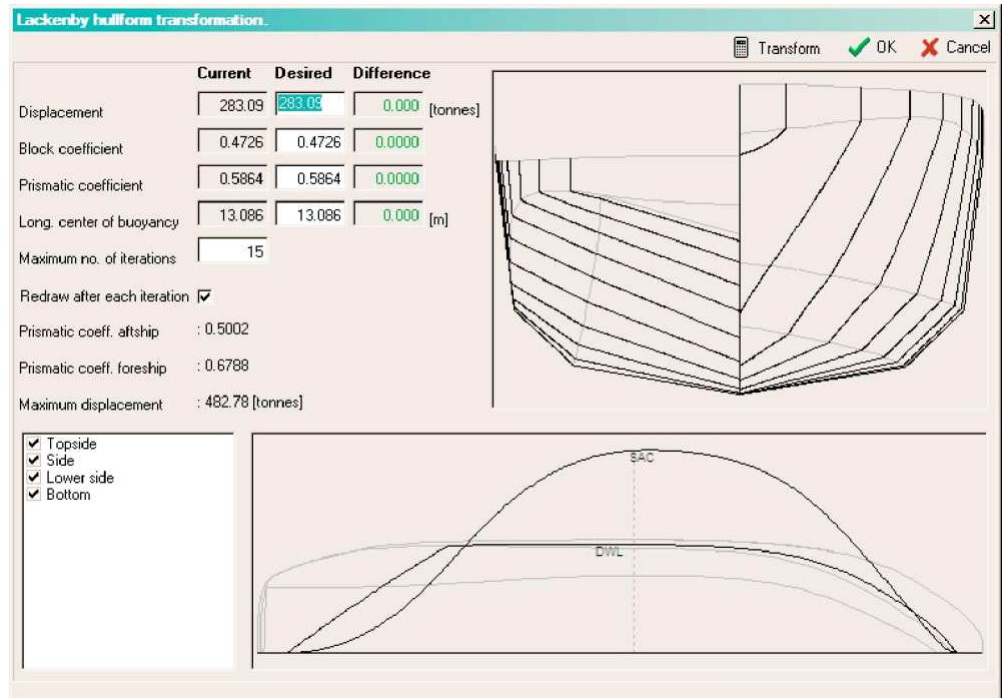 Lackenby hullform transformation.
Transform OK Cancel
Current Desired Difference
Displacement 283.09 283.09 0.000 [tonnes]
Block coefficient 0.4726 0.4726 0.0000
Prismatic coefficient 0.5864 0.5864 0.0000
Long. center of buoyancy 13.086 13.086 0.000 [m]
Maximum no. of iterations 15
Redraw after each iteration
Prismatic coeff. aftship : 0.5002
Prismatic coeff. foreship : 0.6788
Maximum displacement : 482.78 [tonnes]
Topside
Side
Lower side
Bottom
SAC
DWL